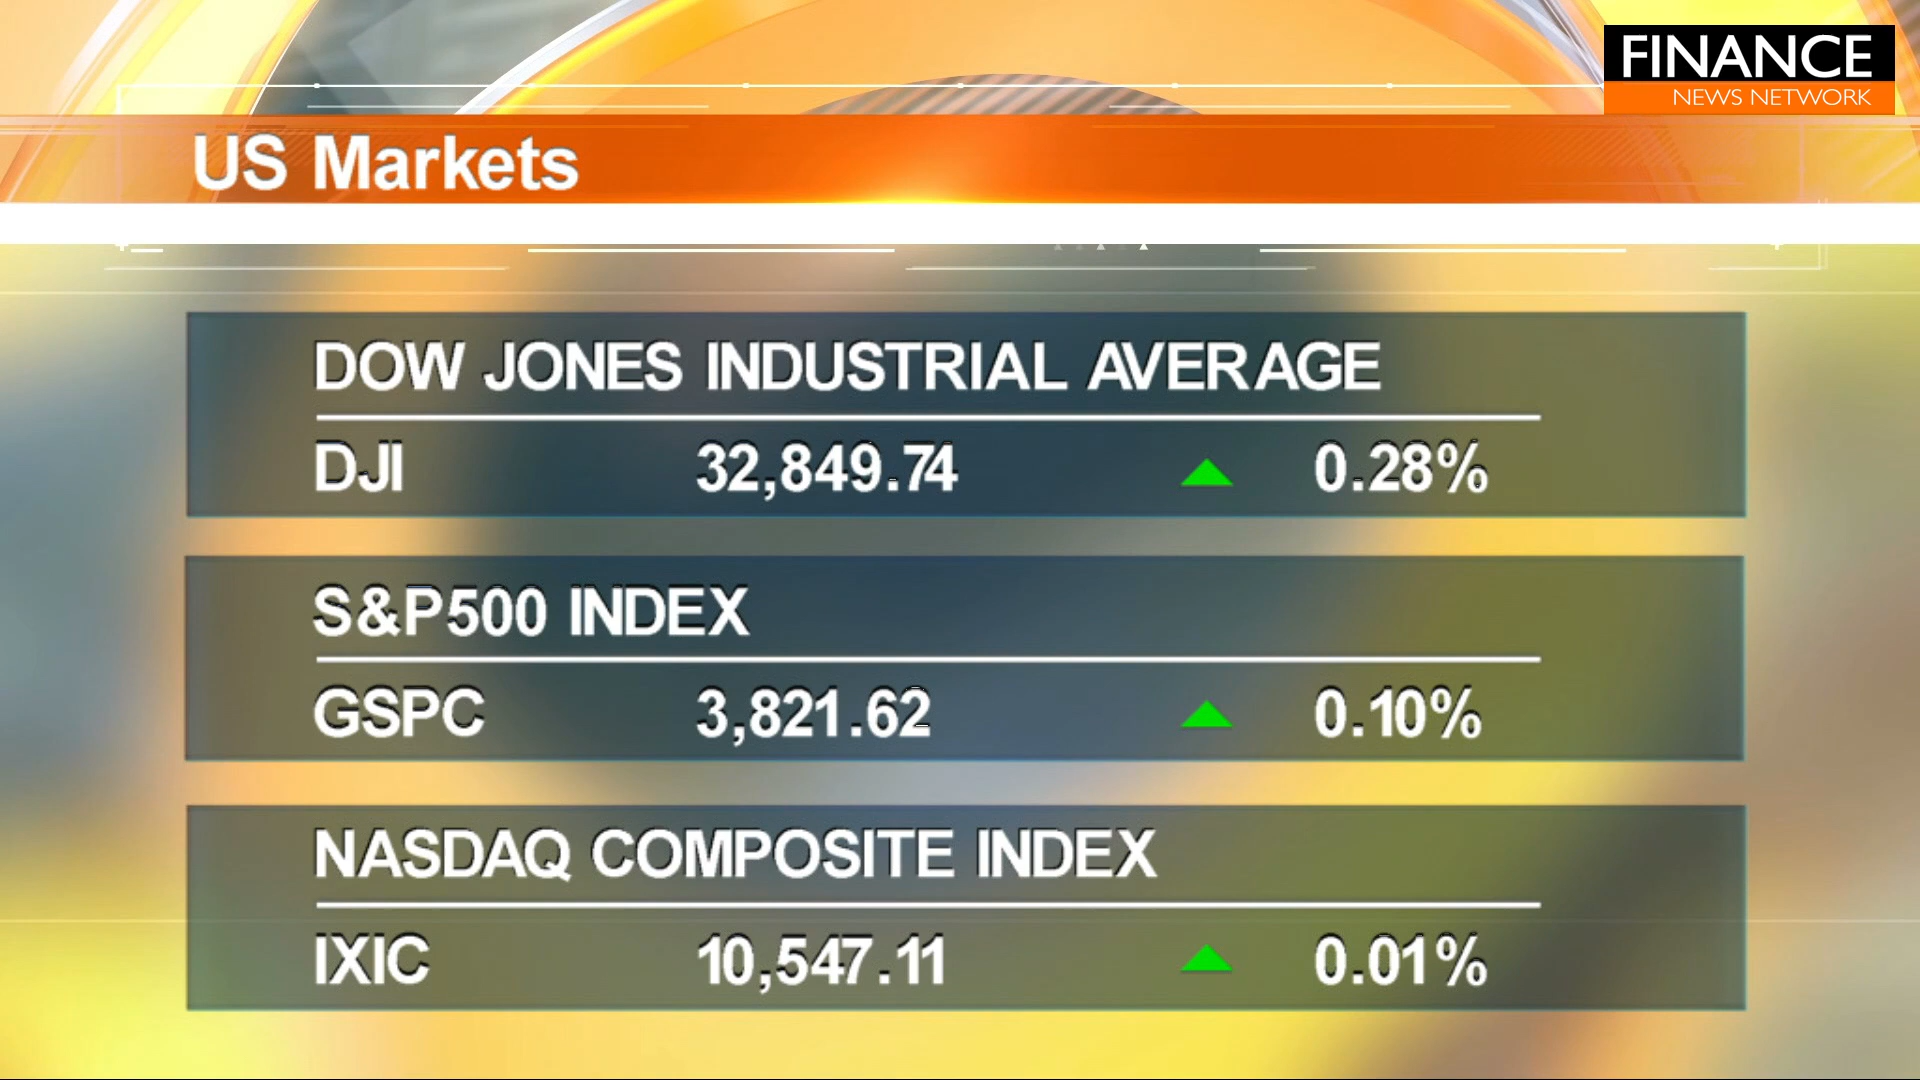 FINANCE
NEWS NETWORK
US Markets
DOW JONES INDUSTRIAL AVERAGE
DJI 32,849.74 0.28%
S&P500 INDEX
GSPC 3,821.62 0.10%
NASDAQ COMPOSITE INDEX
IXIC 10,547.11 0.01%